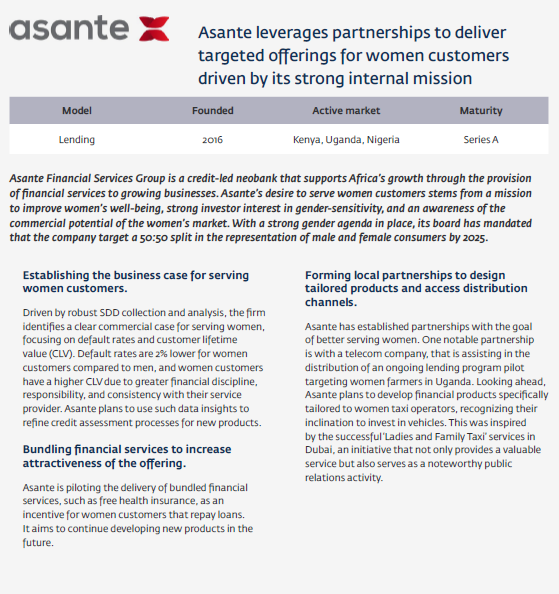 asante
Asante leverages partnerships to deliver
targeted offerings for women customers
driven by its strong internal mission
Model Founded Active market Maturity
Lending 2016 Kenya, Uganda, Nigeria Series A
Asante Financial Services Group is a credit-led neobank that supports Africa's growth through the provision
of financial services to growing businesses. Asante's desire to serve women customers stems from a mission
to improve women's well-being, strong investor interest in gender-sensitivity, and an awareness of the
commercial potential of the women's market. With a strong gender agenda in place, its board has mandated
that the company target a 50:50 split in the representation of male and female consumers by 2025.
Establishing the business case for serving
women customers.
Driven by robust SDD collection and analysis, the firm
identifies a clear commercial case for serving women,
focusing on default rates and customer lifetime
value (CLV). Default rates are 2% lower for women
customers compared to men, and women customers
have a higher CLV due to greater financial discipline,
responsibility, and consistency with their service
provider. Asante plans to use such data insights to
refine credit assessment processes for new products.
Bundling financial services to increase
attractiveness of the offering.
Asante is piloting the delivery of bundled financial
services, such as free health insurance, as an
incentive for women customers that repay loans.
It aims to continue developing new products in the
future.
Forming local partnerships to design
tailored products and access distribution
channels.
Asante has established partnerships with the goal
of better serving women. One notable partnership
is with a telecom company, that is assisting in the
distribution of an ongoing lending program pilot
targeting women farmers in Uganda. Looking ahead,
Asante plans to develop financial products specifically
tailored to women taxi operators, recognizing their
inclination to invest in vehicles. This was inspired
by the successful 'Ladies and Family Taxi' services in
Dubai, an initiative that not only provides a valuable
service but also serves as a noteworthy public
relations activity.